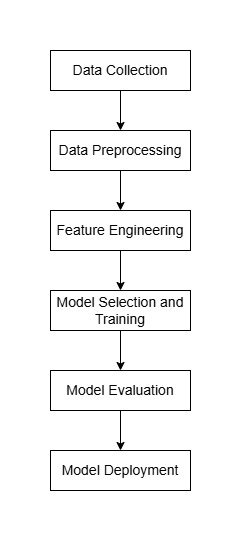 Data Collection
Data Preprocessing
Feature Engineering
Model Selection and
Training
Model Evaluation
Model Deployment